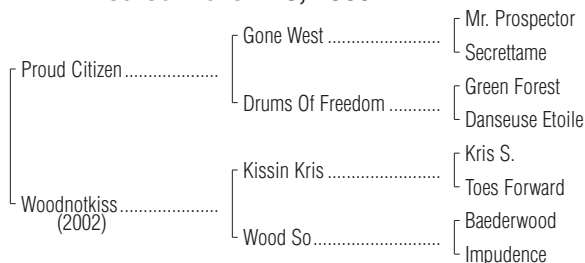 Mr. Prospector
Gone West
Secrettame
Proud Citizen
Green Forest
Drums Of Freedom
Danseuse Etoile
Kris S.
Kissin Kris
Toes Forward
Woodnotkiss
(2002)
Baederwood
Wood So
Impudence